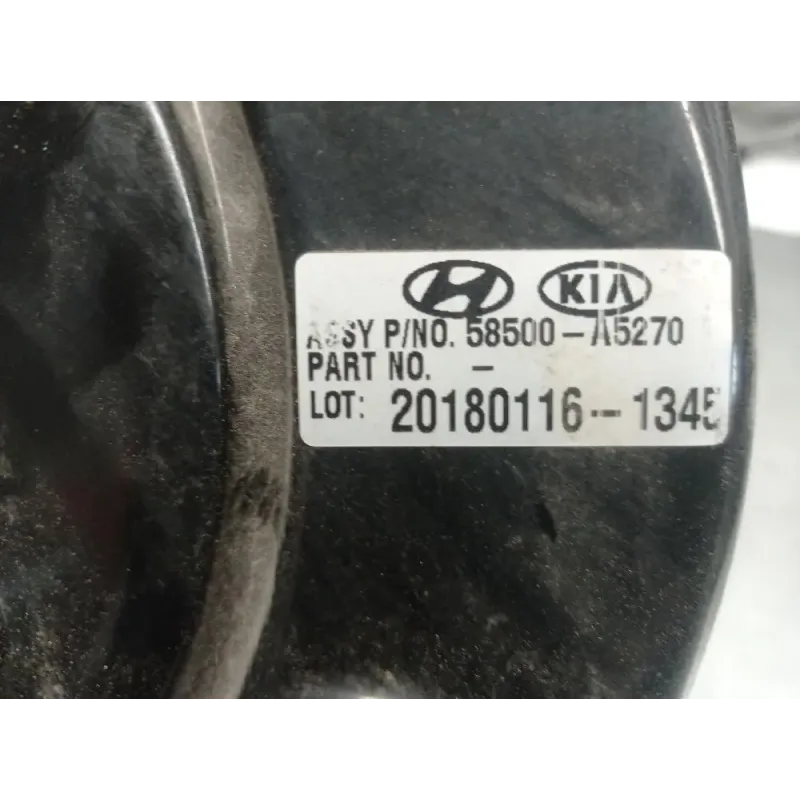 KIA
ASSY P/NO. 58500-A5270
PART NO. -
LOT: 20180116-1345